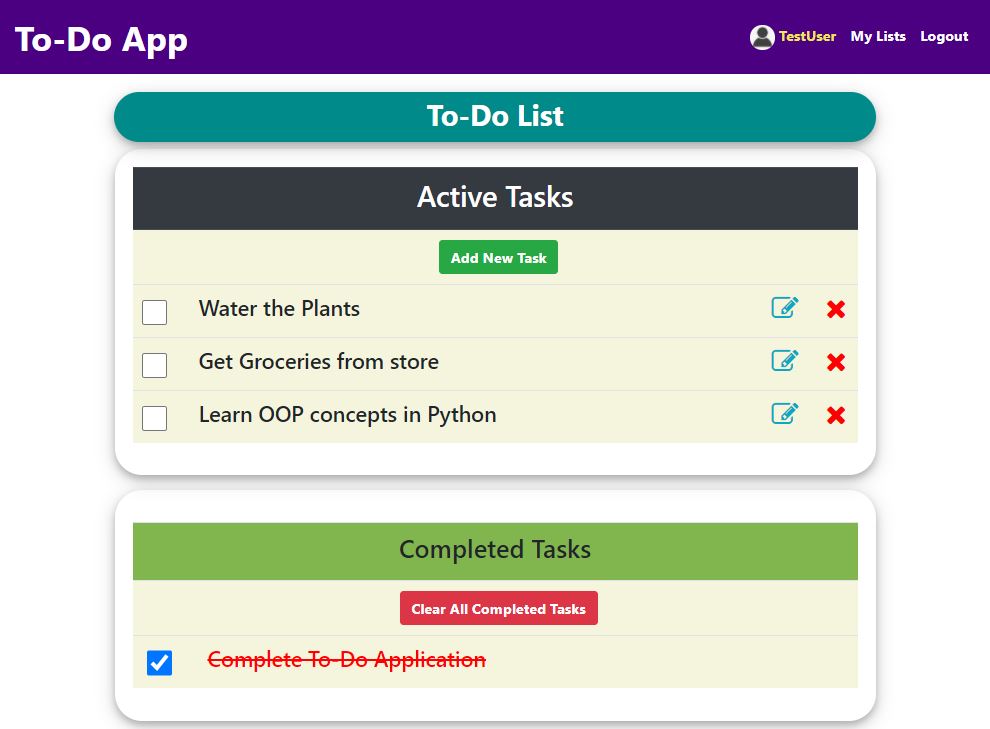 To-Do App
TestUser My Lists Logout
To-Do List
Active Tasks
Add New Task
Water the Plants
Get Groceries from store
Learn OOP concepts in Python
Completed Tasks
Clear All Completed Tasks
Complete To-Do Application